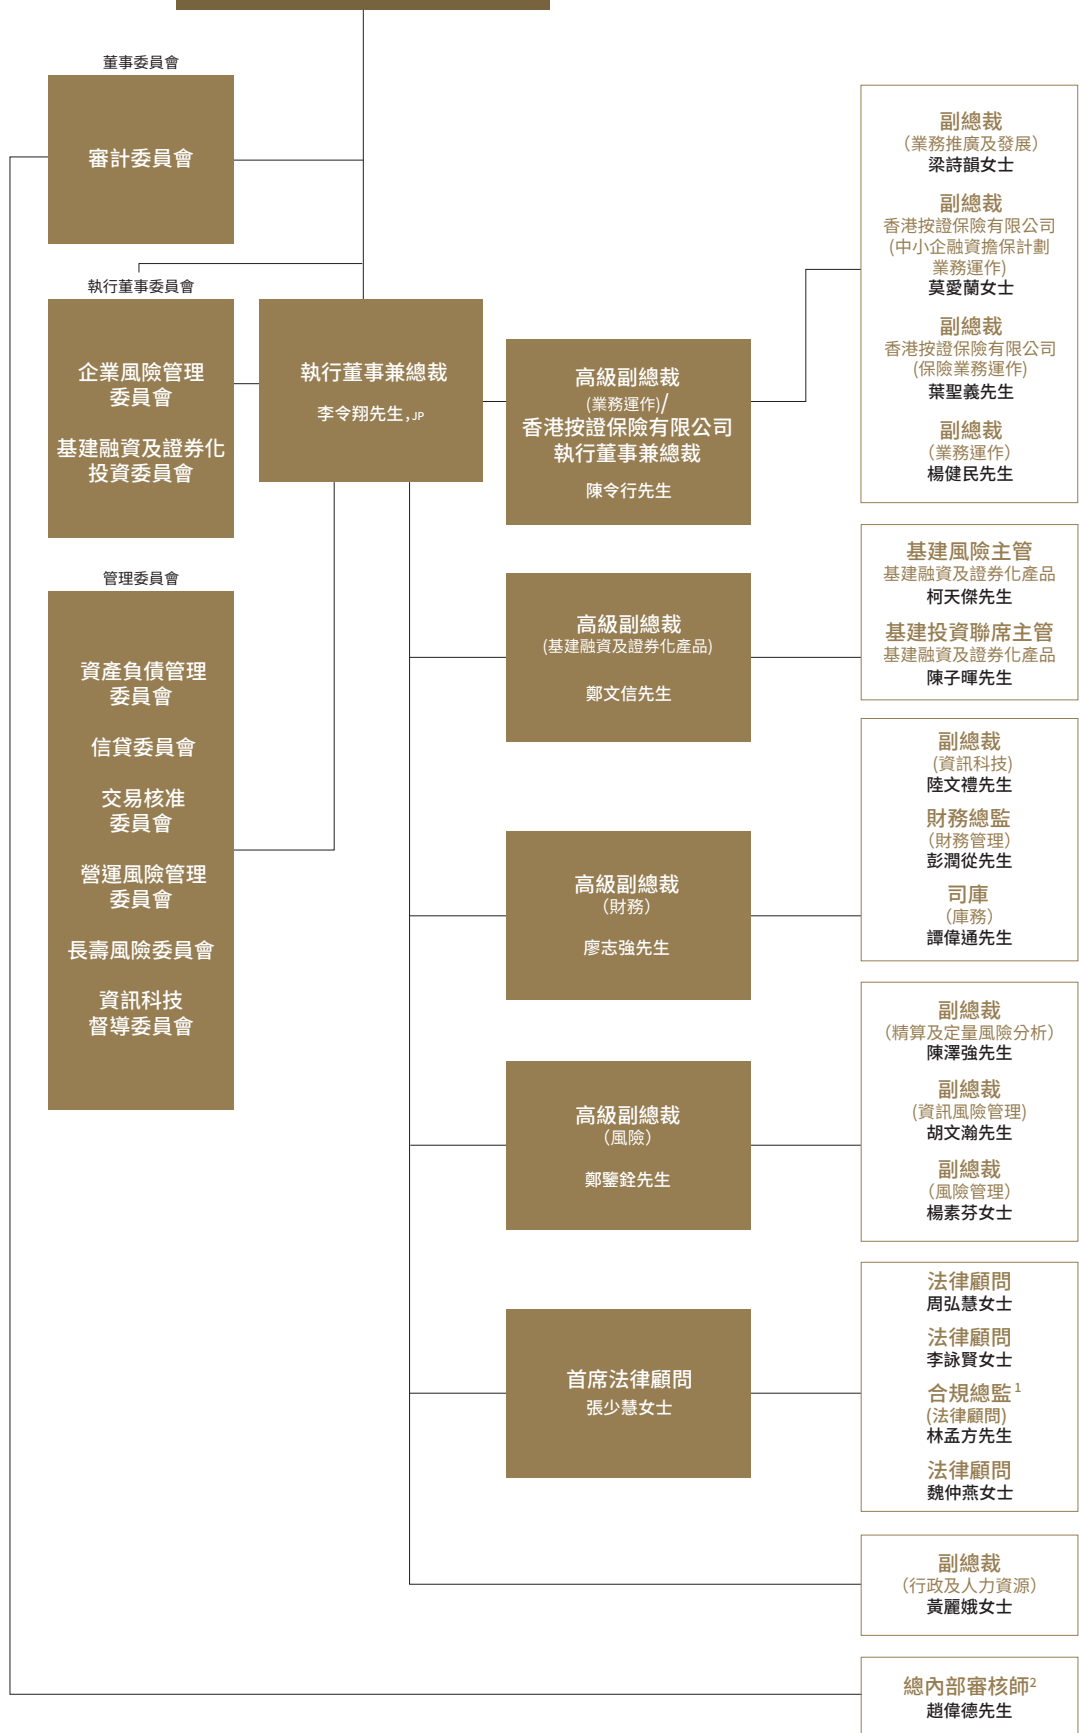 董事委員會
審計委員會
執行董事委員會
企業風險管理
委員會
基建融資及證券化
投資委員會
管理委員會
資產負債管理
委員會
信貸委員會
交易核准
委員會
營運風險管理
委員會
長壽風險委員會
資訊科技
督導委員會
執行董事兼總裁
李令翔先生,JP
高級副總裁
(業務運作)/
香港按證保險有限公司
執行董事兼總裁
陳令行先生
高級副總裁
(基建融資及證券化產品)
鄭文信先生
高級副總裁
（財務）
廖志強先生
高級副總裁
（風險）
鄭鑒銓先生
首席法律顧問
張少慧女士
副總裁
（業務推廣及發展）
梁詩韻女士
副總裁
香港按證保險有限公司
(中小企融資擔保計劃
業務運作)
莫愛蘭女士
副總裁
香港按證保險有限公司
(保險業務運作)
葉聖義先生
副總裁
（業務運作）
楊健民先生
基建風險主管
基建融資及證券化產品
柯天傑先生
基建投資聯席主管
基建融資及證券化產品
陳子暉先生
副總裁
(資訊科技)
陸文禮先生
財務總監
（財務管理）
彭潤從先生
司庫
（庫務）
譚偉通先生
副總裁
（精算及定量風險分析）
陳澤強先生
副總裁
(資訊風險管理)
胡文瀚先生
副總裁
（風險管理）
楊素芬女士
法律顧問
周弘慧女士
法律顧問
李詠賢女士
合規總監1
(法律顧問)
林孟方先生
法律顧問
魏仲燕女士
副總裁
（行政及人力資源）
黃麗娥女士
總內部審核師2
趙偉德先生